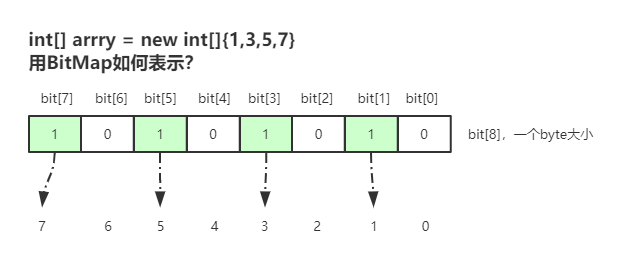 int[] arrry = new int[]{1,3,5,7}
用BitMap如何表示?
bit[7] bit[6] bit[5] bit[4] bit[3] bit[2] bit[1] bit[0]
1 0 1 0 1 0 1 0 bit[8]，一个byte大小
7 6 5 4 3 2 1 0